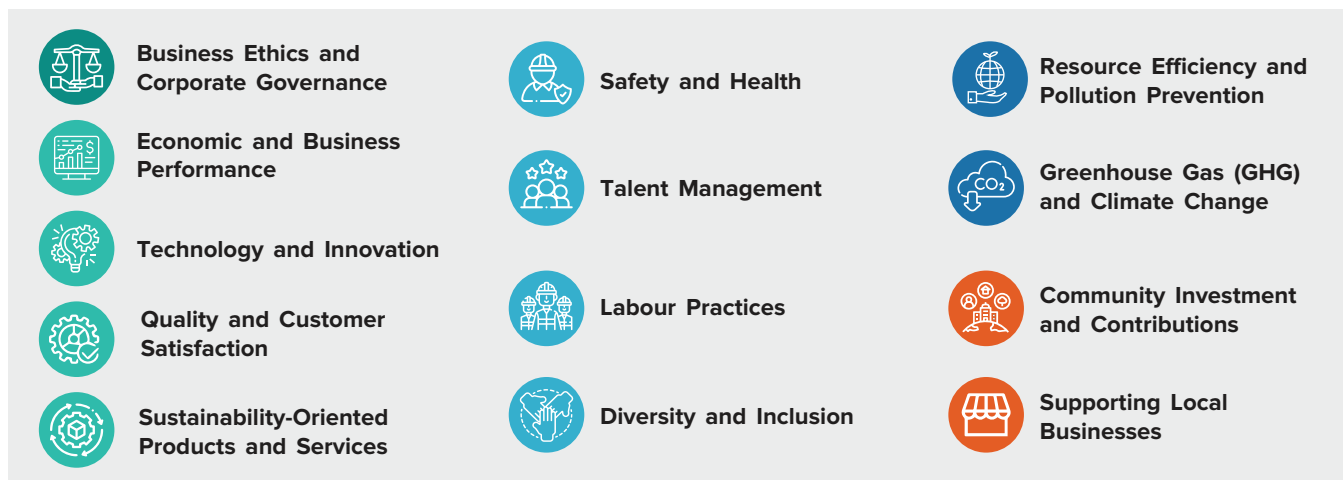 Business Ethics and
Corporate Governance
Economic and Business
Performance
Technology and Innovation
Quality and Customer
Satisfaction
Sustainability-Oriented
Products and Services
Safety and Health
Talent Management
Labour Practices
Diversity and Inclusion
Resource Efficiency and
Pollution Prevention
CO₂
Greenhouse Gas (GHG)
and Climate Change
Community Investment
and Contributions
Supporting Local
Businesses